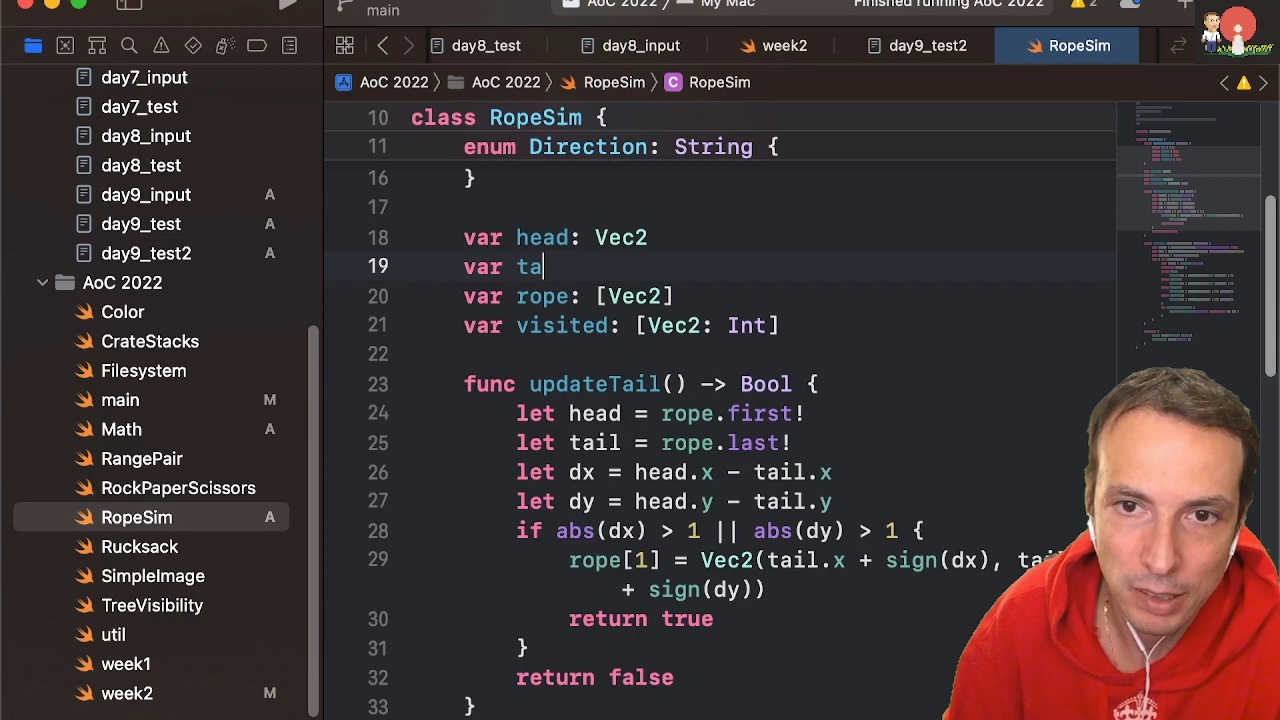 main
AoC 2022
My Mac
Finished running AoC 2022
2
day8_test
day8_input
week2
day9_test2
RopeSim
AoC 2022
AoC 2022
RopeSim
C RopeSim
day7_input
day7_test
day8_input
day8_test
day9_input A
day9_test A
day9_test2 A
AoC 2022
Color
CrateStacks
Filesystem
main M
Math A
RangePair
RockPaperScissors
RopeSim A
Rucksack
SimpleImage
TreeVisibility
util
week1
week2 M
10 class RopeSim {
11 enum Direction: String {
16 }
17
18 var head: Vec2
19 var ta
20 var rope: [Vec2]
21 var visited: [Vec2: Int]
22
23 func updateTail() -> Bool {
24 let head = rope.first!
25 let tail = rope.last!
26 let dx = head.x - tail.x
27 let dy = head.y - tail.y
28 if abs(dx) > 1 || abs(dy) > 1 {
29 rope[1] = Vec2(tail.x + sign(dx),
+ sign(dy))
30 return true
31 }
32 return false
33 }